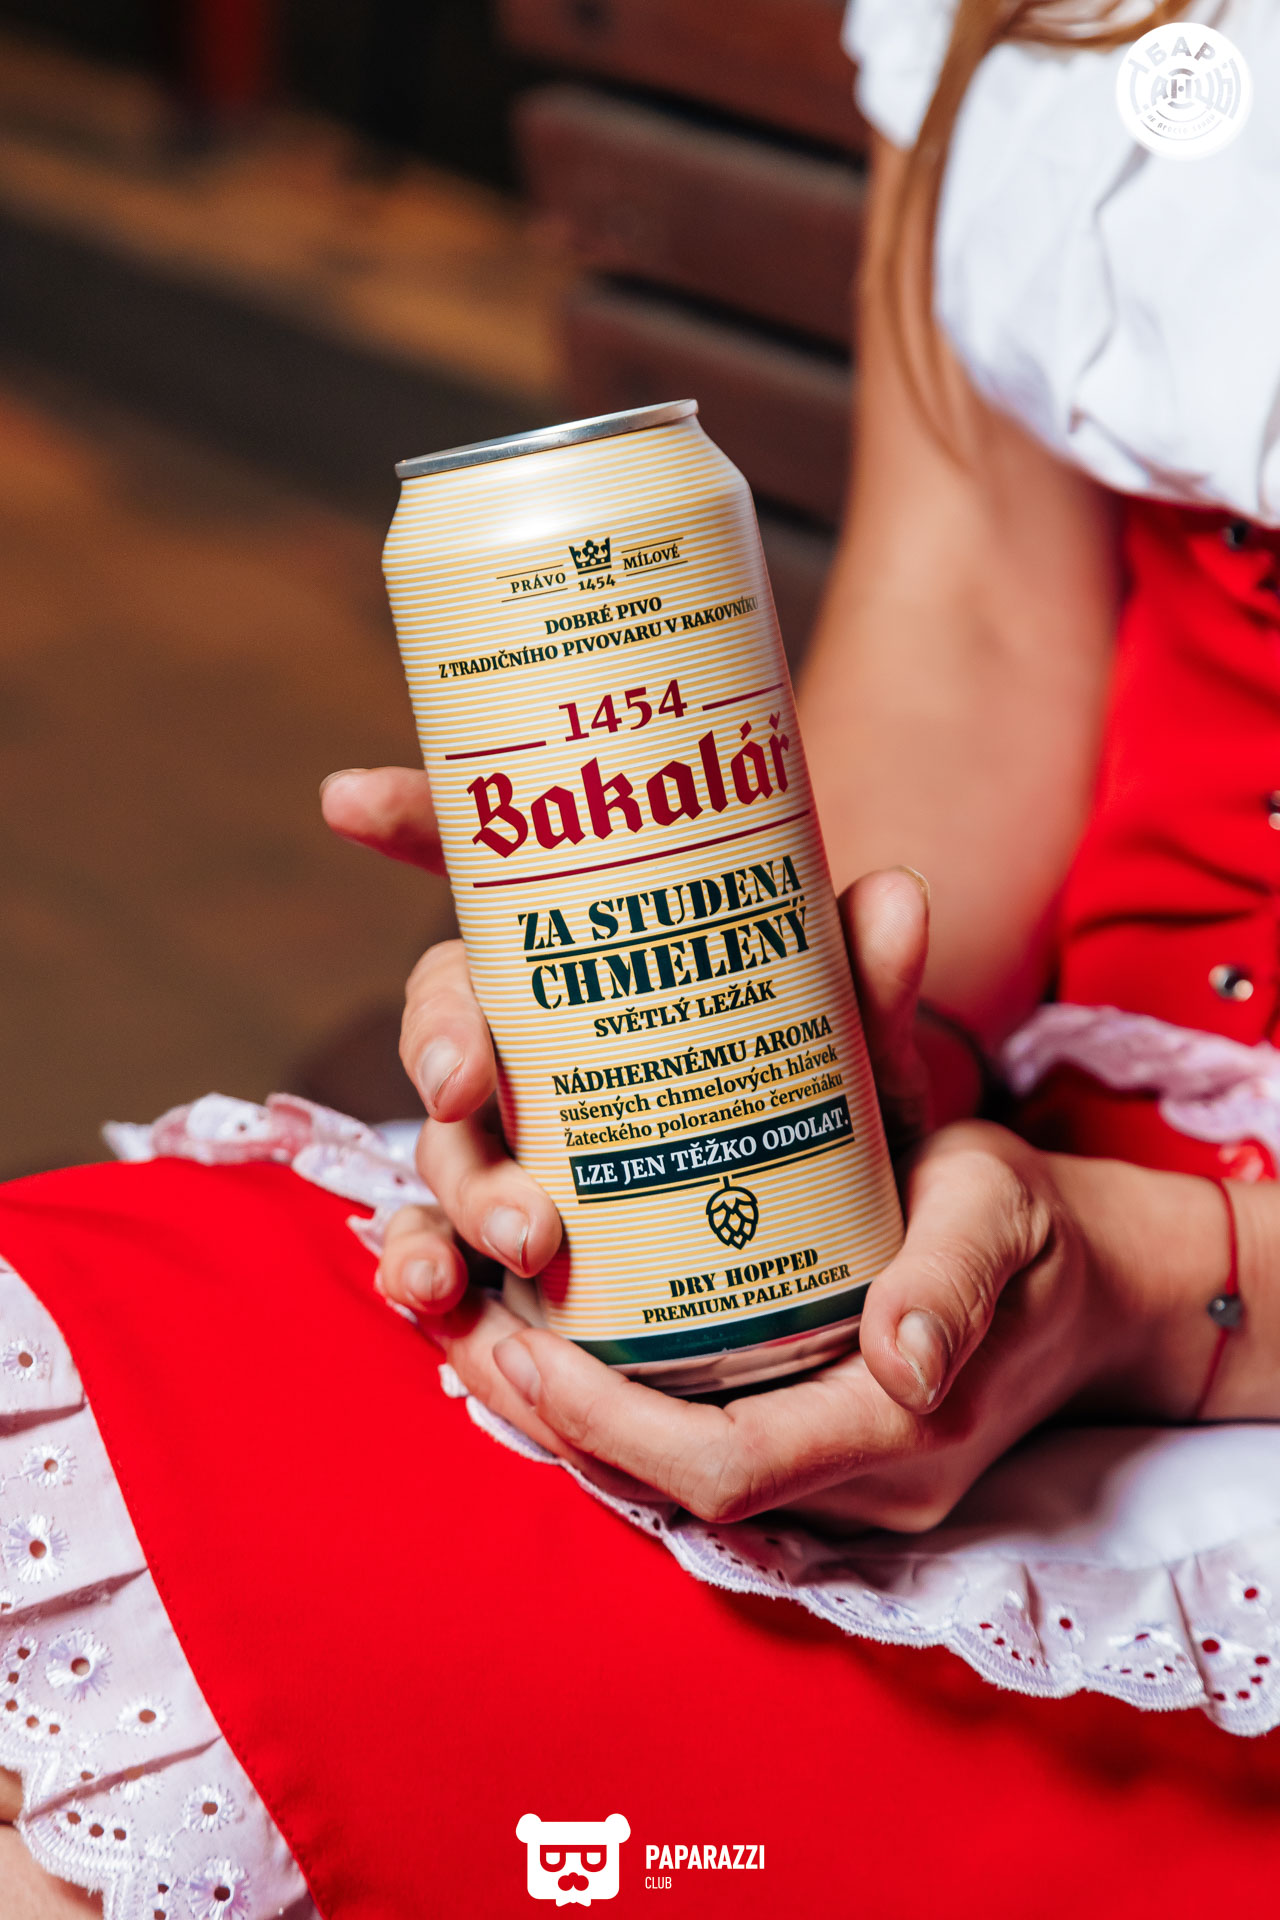 БАР
PRÁVO 1454 MÍLOVÉ
DOBRÉ PIVO
Z TRADIČNÍHO PIVOVARU V RAKOVNÍKU
1454
Bakalář
ZA STUDENA
CHMELENÝ
SVĚTLÝ LEŽÁK
NÁDHERNÉMU AROMA
sušených chmelových hlávek
Žateckého poloraného červeňáku
LZE JEN TĚŽKO ODOLAT.
DRY HOPPED
PREMIUM PALE LAGER
PAPARAZZI
CLUB